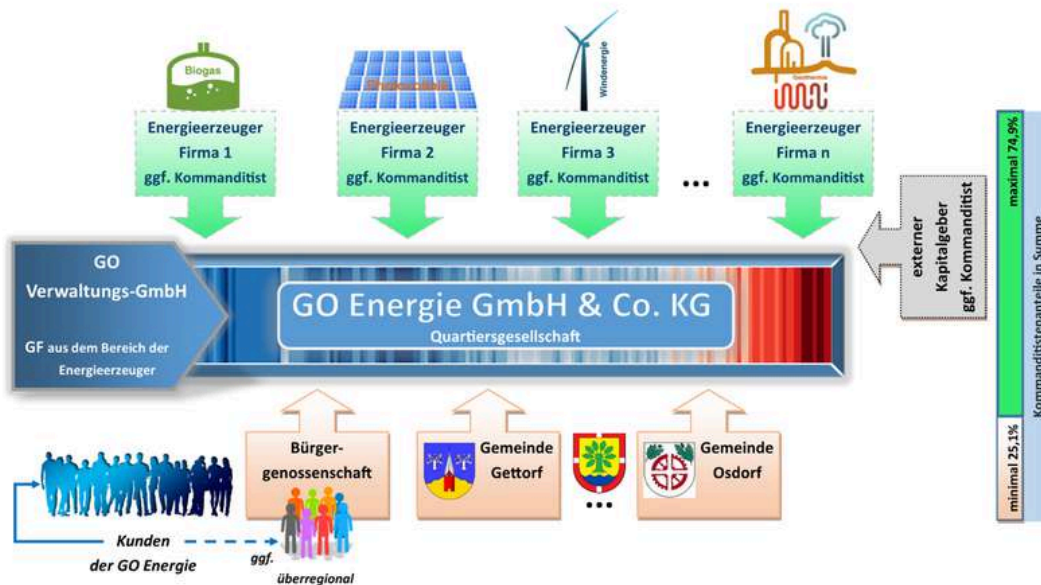 Biogas
Windenergie
Geothermie
Energieerzeuger
Firma 1
ggf. Kommanditist
Energieerzeuger
Firma 2
ggf. Kommanditist
Energieerzeuger
Firma 3
ggf. Kommanditist
...
Energieerzeuger
Firma n
ggf. Kommanditist
externer
Kapitalgeber
ggf. Kommanditist
maximal 74,9%
minimal 25,1%
Kommanditistenanteile in Summe
GO
Verwaltungs-GmbH
GF aus dem Bereich der
Energieerzeuger
GO Energie GmbH & Co. KG
Quartiersgesellschaft
Bürger-
genossenschaft
Gemeinde
Gettorf
...
Gemeinde
Osdorf
Kunden
der GO Energie
ggf.
überregional